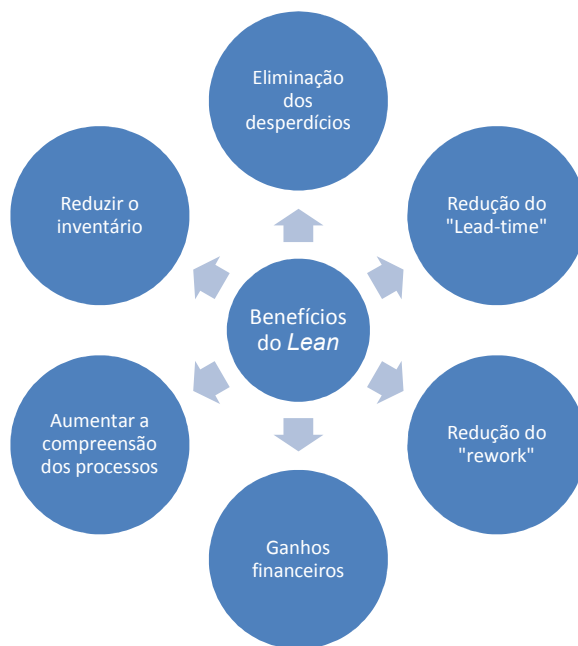 Eliminação
dos
desperdícios
Reduzir o
inventário
Redução do
"Lead-time"
Benefícios
do Lean
Aumentar a
compreensão
dos processos
Redução do
"rework"
Ganhos
financeiros